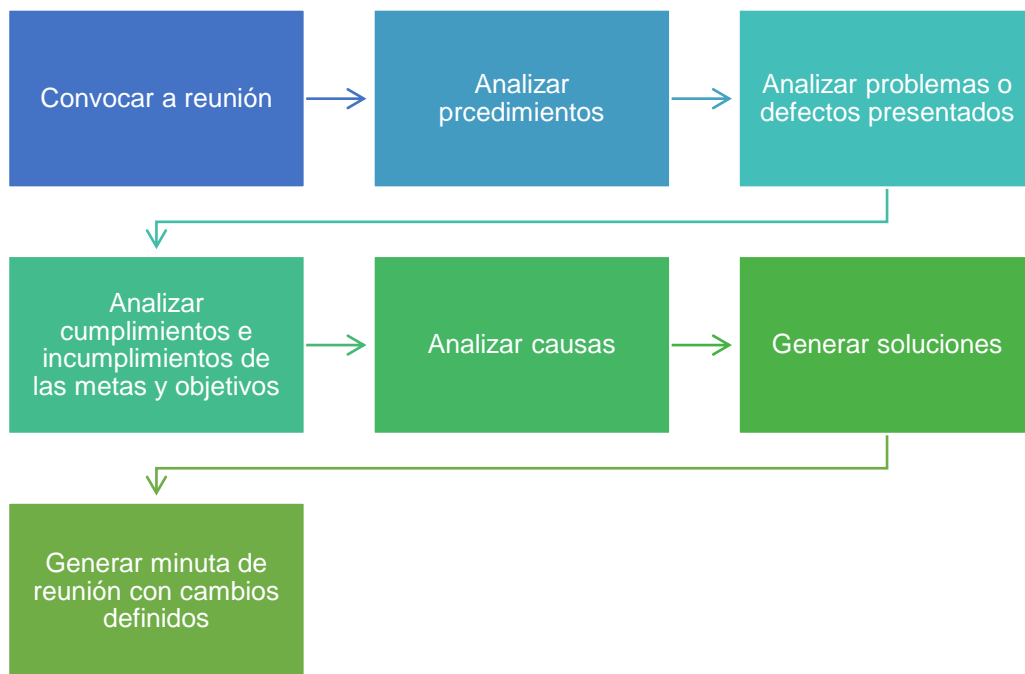 Convocar a reunión
Analizar
prcedimientos
Analizar problemas o
defectos presentados
Analizar
cumplimientos e
incumplimientos de
las metas y objetivos
Analizar causas
Generar soluciones
Generar minuta de
reunión con cambios
definidos